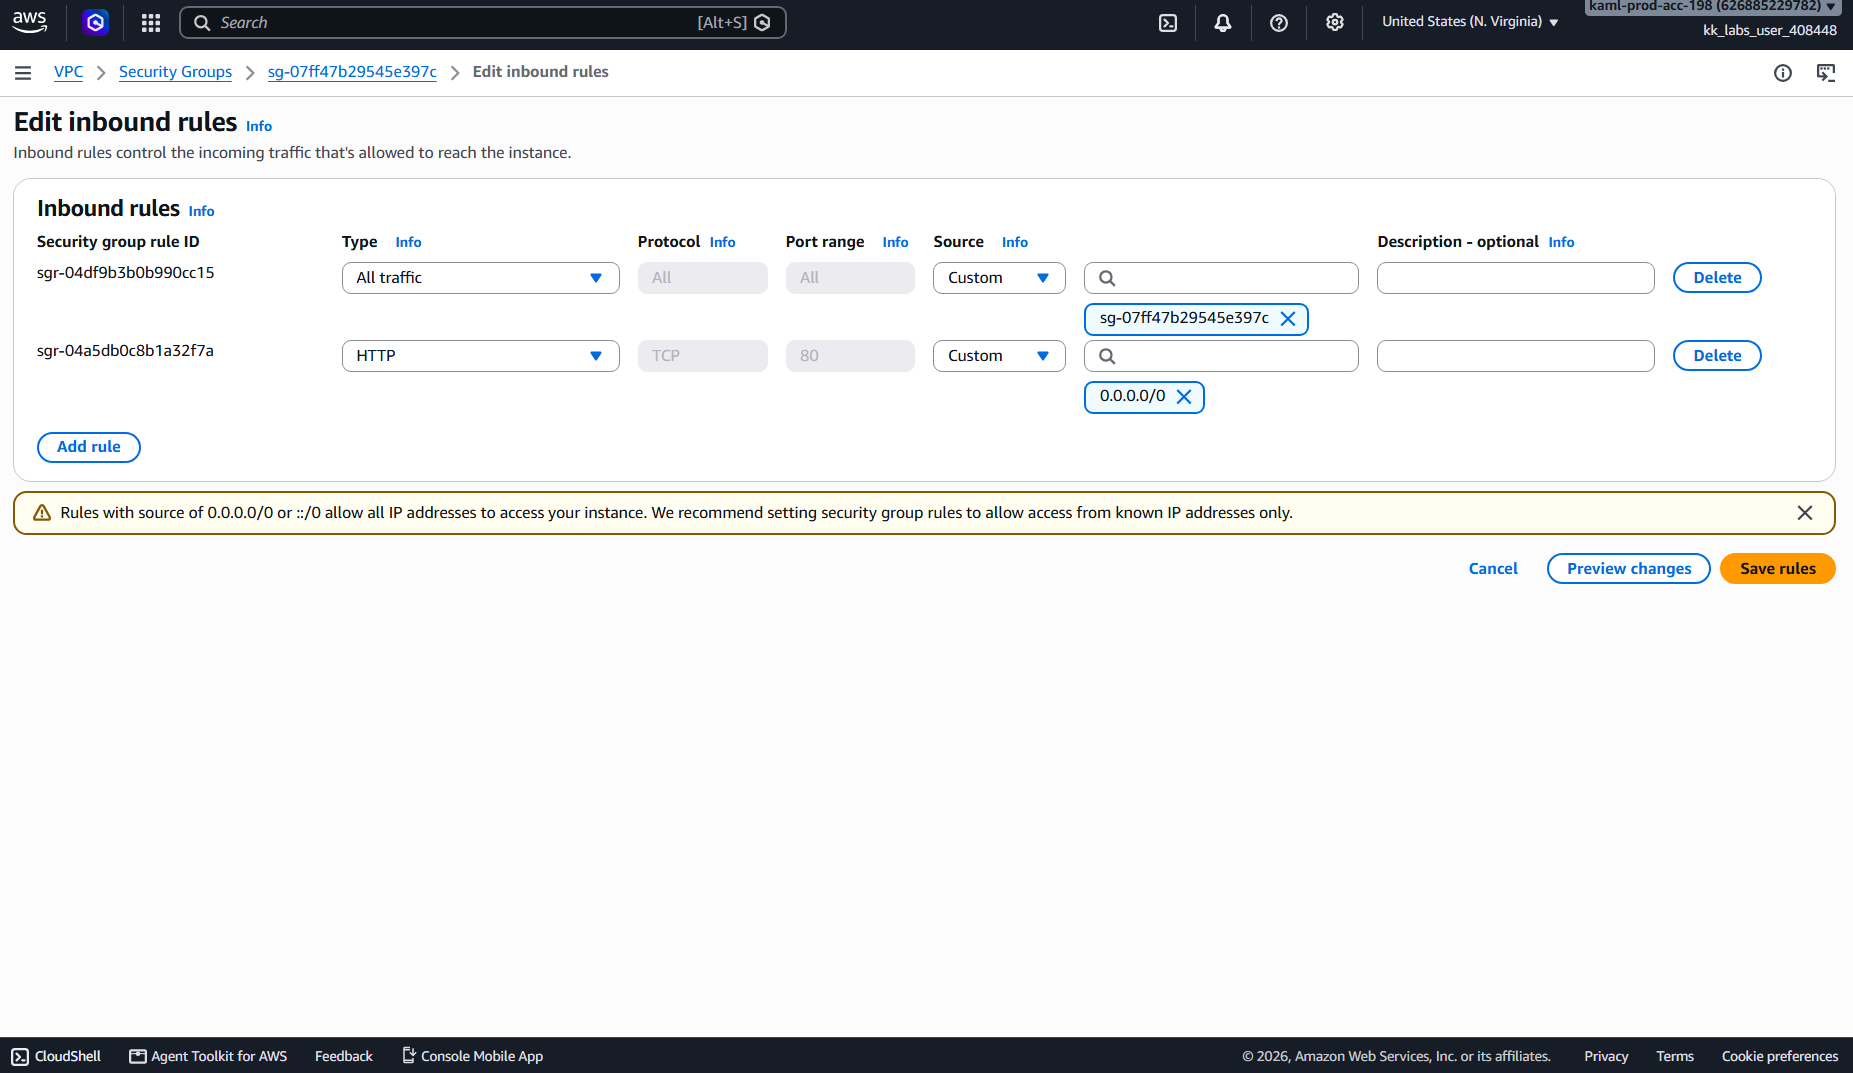 aws
Search [Alt+S]
United States (N. Virginia)
kaml-prod-acc-198 (626885229782)
kk_labs_user_408448
VPC > Security Groups > sg-07ff47b29545e397c > Edit inbound rules
Edit inbound rules Info
Inbound rules control the incoming traffic that's allowed to reach the instance.
Inbound rules Info
Security group rule ID Type Info Protocol Info Port range Info Source Info Description - optional Info
sgr-04df9b3b0b990cc15 All traffic All All Custom Delete
sg-07ff47b29545e397c
sgr-04a5db0c8b1a32f7a HTTP TCP 80 Custom Delete
0.0.0.0/0
Add rule
Rules with source of 0.0.0.0/0 or ::/0 allow all IP addresses to access your instance. We recommend setting security group rules to allow access from known IP addresses only.
Cancel Preview changes Save rules
CloudShell Agent Toolkit for AWS Feedback Console Mobile App © 2026, Amazon Web Services, Inc. or its affiliates. Privacy Terms Cookie preferences